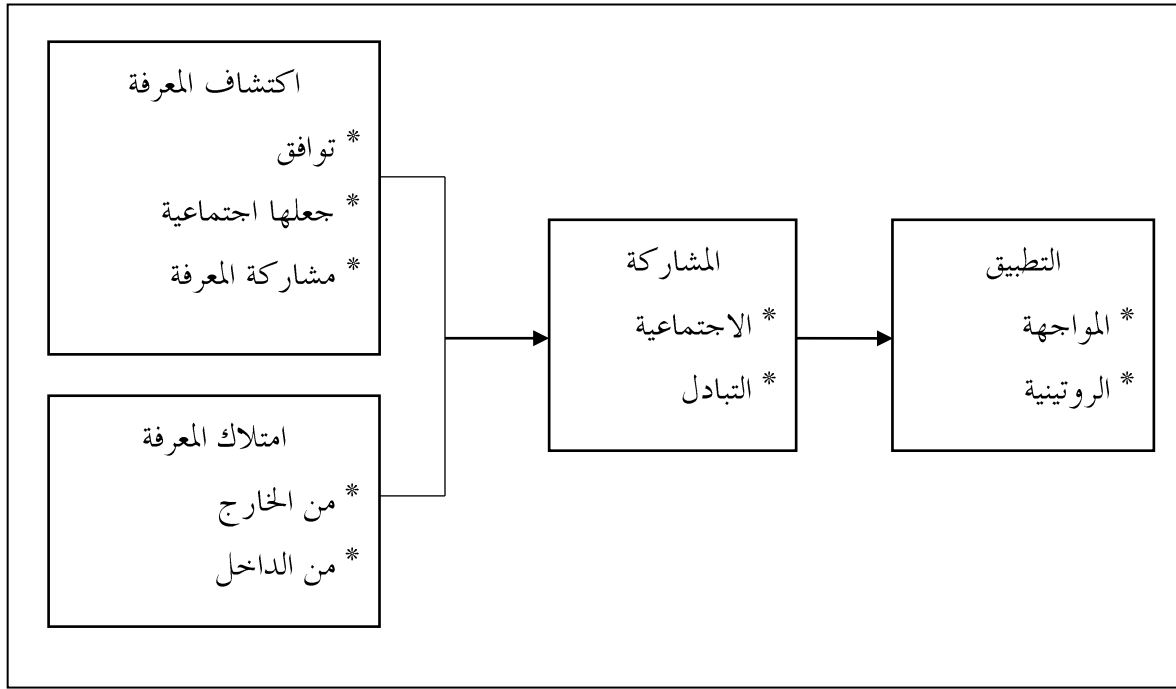 اكتشاف المعرفة
* توافق
* جعلها اجتماعية
* مشاركة المعرفة
امتلاك المعرفة
* من الخارج
* من الداخل
المشاركة
* الاجتماعية
* التبادل
التطبيق
* المواجهة
* الروتينية